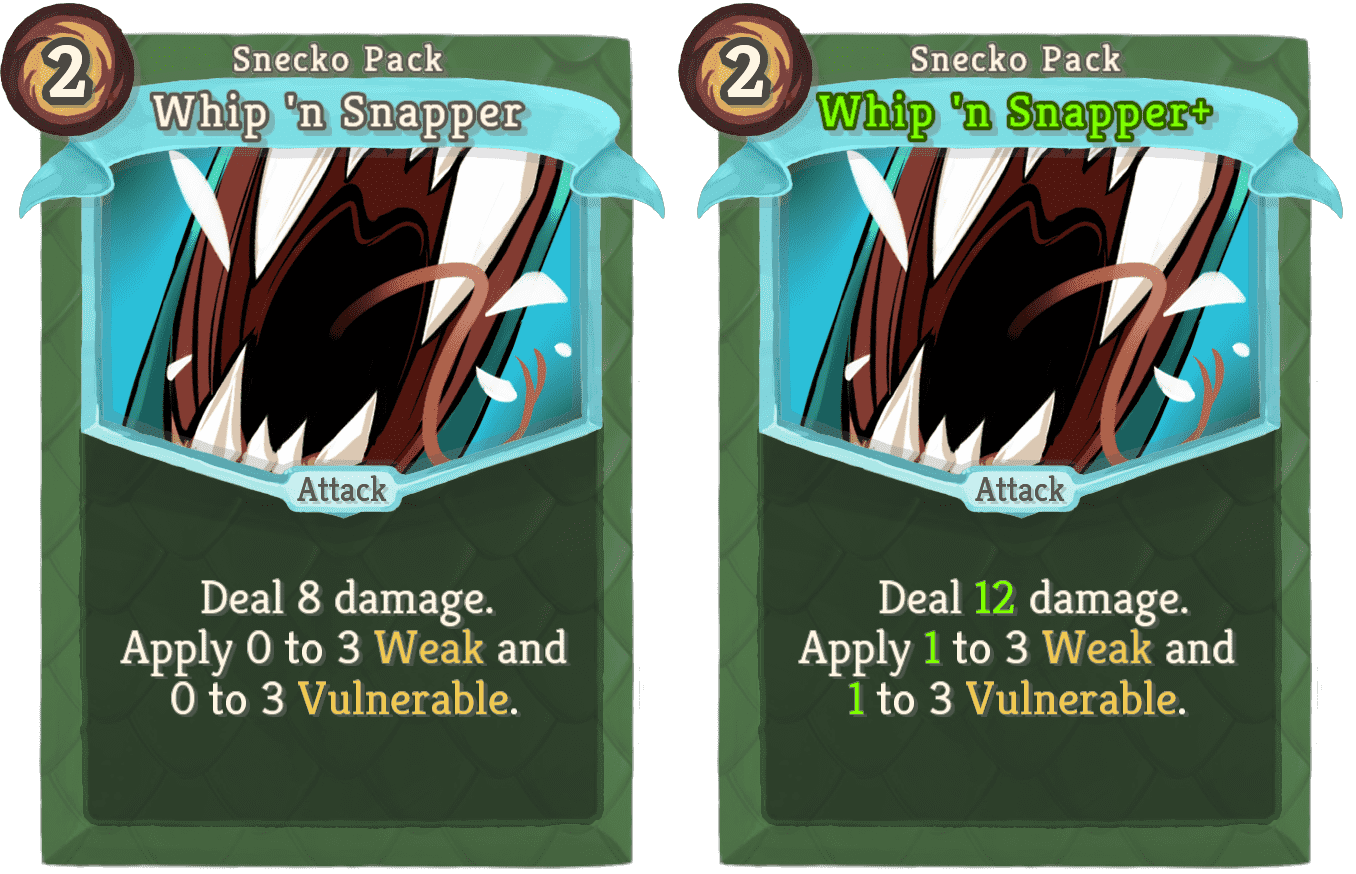 2
Snecko Pack
Whip 'n Snapper
Attack
Deal 8 damage.
Apply 0 to 3 Weak and
0 to 3 Vulnerable.
2
Snecko Pack
Whip 'n Snapper+
Attack
Deal 12 damage.
Apply 1 to 3 Weak and
1 to 3 Vulnerable.